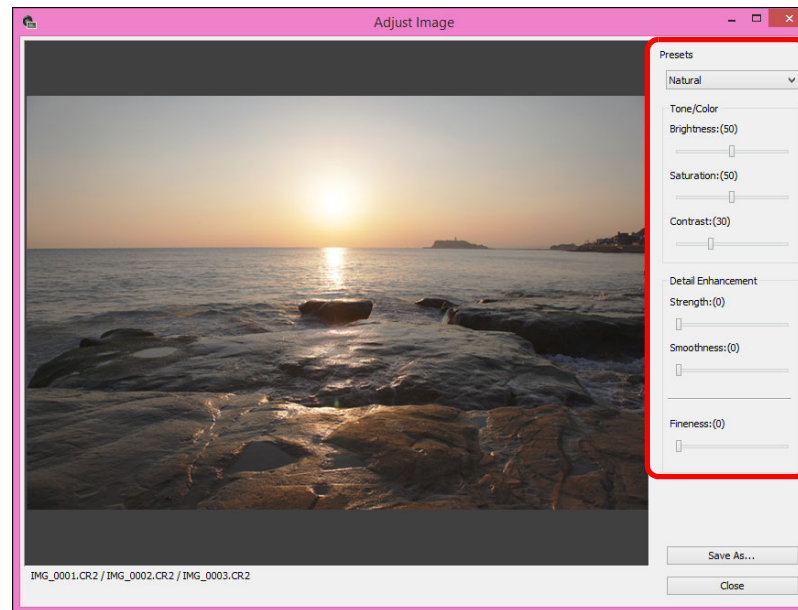 Adjust Image
Presets
Natural
Tone/Color
Brightness:(50)
Saturation:(50)
Contrast:(30)
Detail Enhancement
Strength:(0)
Smoothness:(0)
Fineness:(0)
Save As...
Close
IMG_0001.CR2 / IMG_0002.CR2 / IMG_0003.CR2